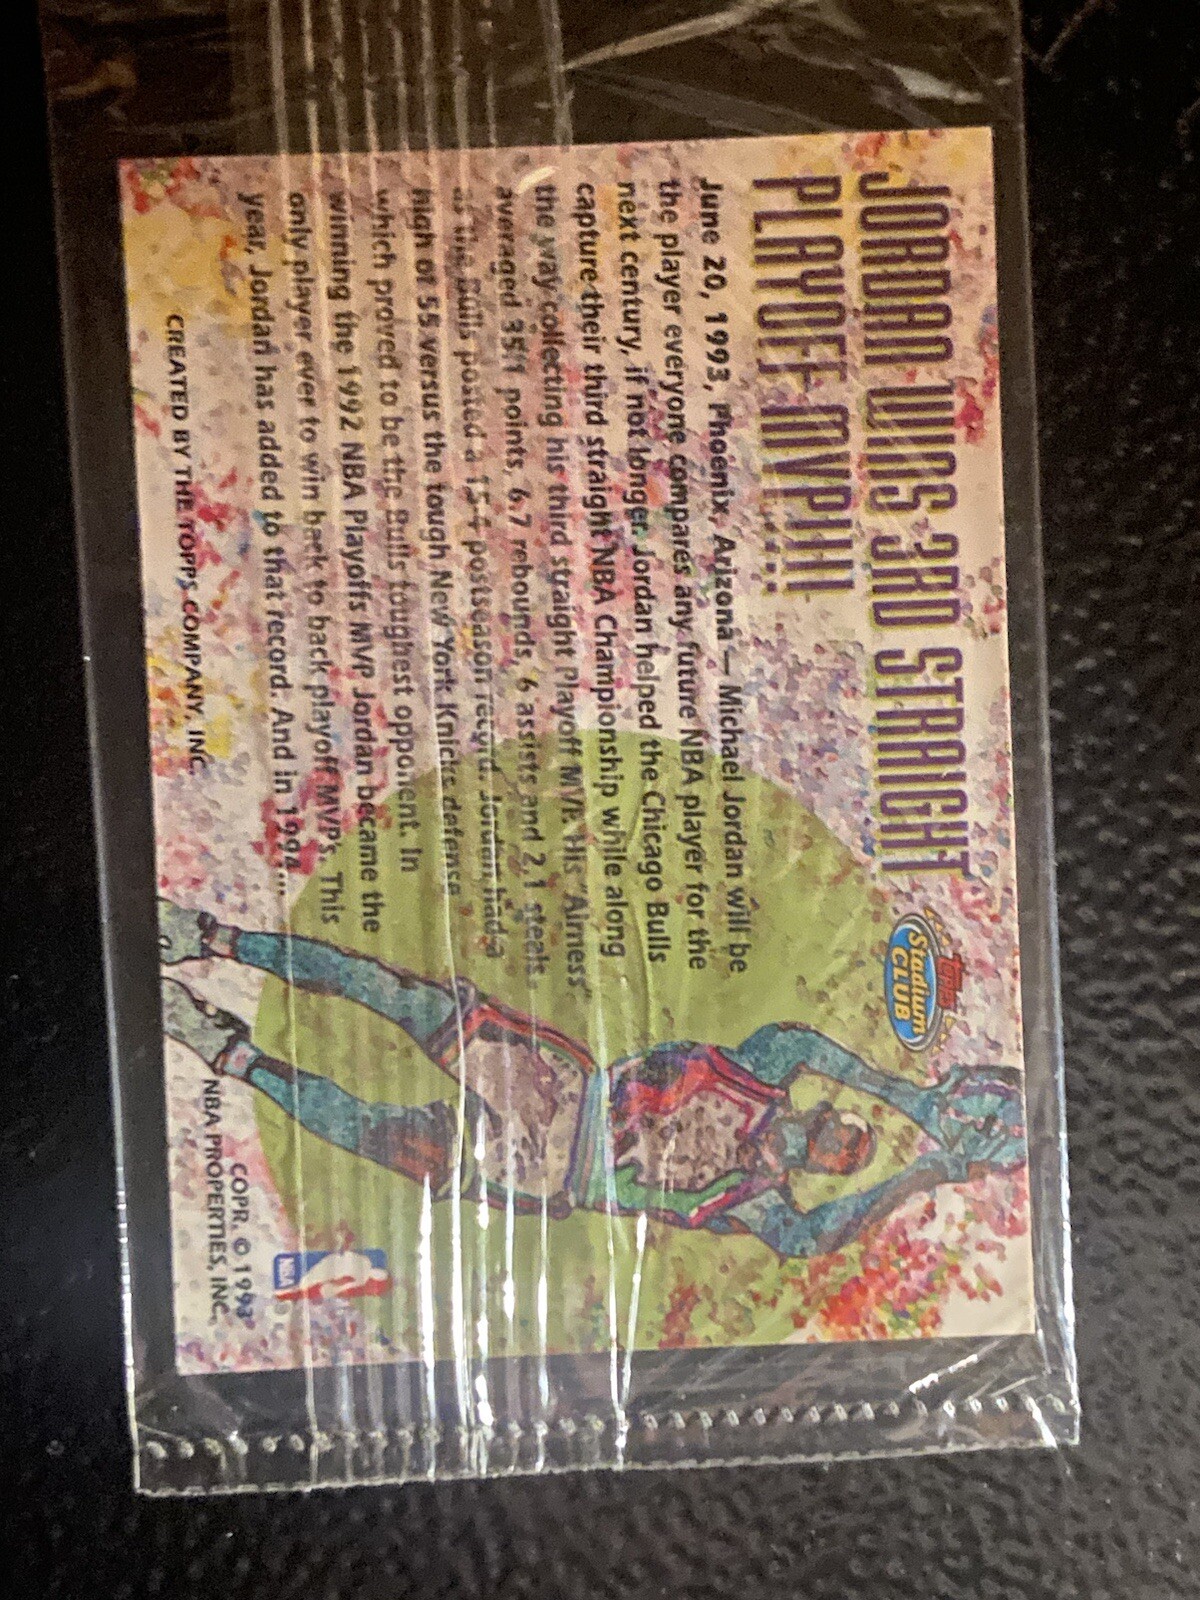 JORDAN WINS 3RD STRAIGHT
PLAYOFF MVP!!!
TOPPS
Stadium
CLUB
June 20, 1993, Phoenix, Arizona — Michael Jordan will be
the player everyone compares any future NBA player for the
next century, if not longer. Jordan helped the Chicago Bulls
capture their third straight NBA Championship while along
the way collecting his third straight Playoff MVP. His "Airness"
averaged 35.1 points, 6.7 rebounds, 6 assists and 2.1 steals
as the Bulls posted a 15-4 postseason record. Jordan had a
high of 55 versus the tough New York Knicks defense
which proved to be the Bulls toughest opponent. In
winning the 1992 NBA Playoffs MVP Jordan became the
only player ever to win back to back playoff MVP's. This
year, Jordan has added to that record. And in 1994....
CREATED BY THE TOPPS COMPANY, INC.
NBA
COPR. © 1993
NBA PROPERTIES, INC.